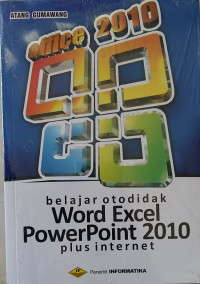 ATANG GUMAWANG
office 2010
belajar otodidak
Word Excel
PowerPoint 2010
plus internet
Penerbit INFORMATIKA